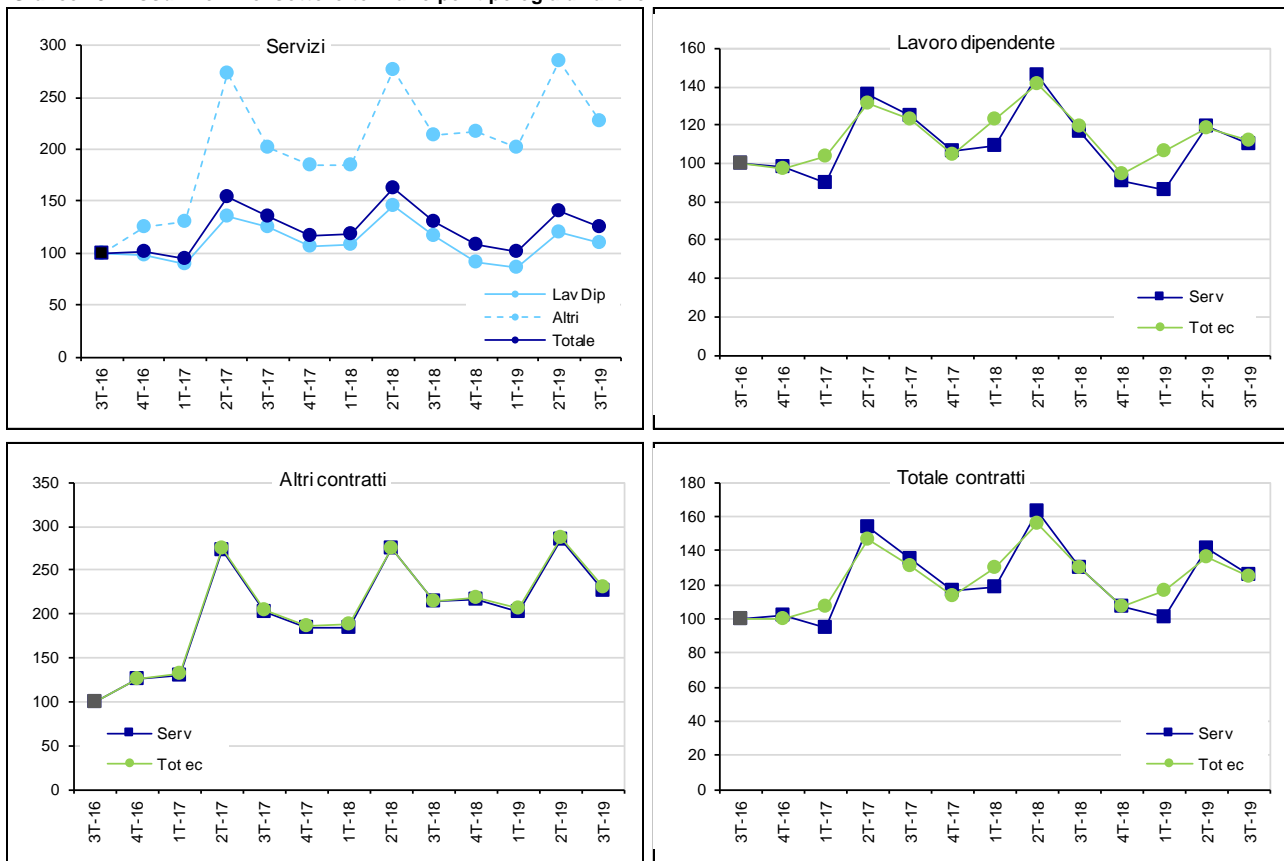 Servizi
300
250
200
150
100
50
0
Lav Dip
Altri
Totale
3T-16
4T-16
1T-17
2T-17
3T-17
4T-17
1T-18
2T-18
3T-18
4T-18
1T-19
2T-19
3T-19
Lavoro dipendente
160
140
120
100
80
60
40
20
0
Serv
Tot ec
3T-16
4T-16
1T-17
2T-17
3T-17
4T-17
1T-18
2T-18
3T-18
4T-18
1T-19
2T-19
3T-19
Altri contratti
350
300
250
200
150
100
50
0
Serv
Tot ec
3T-16
4T-16
1T-17
2T-17
3T-17
4T-17
1T-18
2T-18
3T-18
4T-18
1T-19
2T-19
3T-19
Totale contratti
180
160
140
120
100
80
60
40
20
0
Serv
Tot ec
3T-16
4T-16
1T-17
2T-17
3T-17
4T-17
1T-18
2T-18
3T-18
4T-18
1T-19
2T-19
3T-19